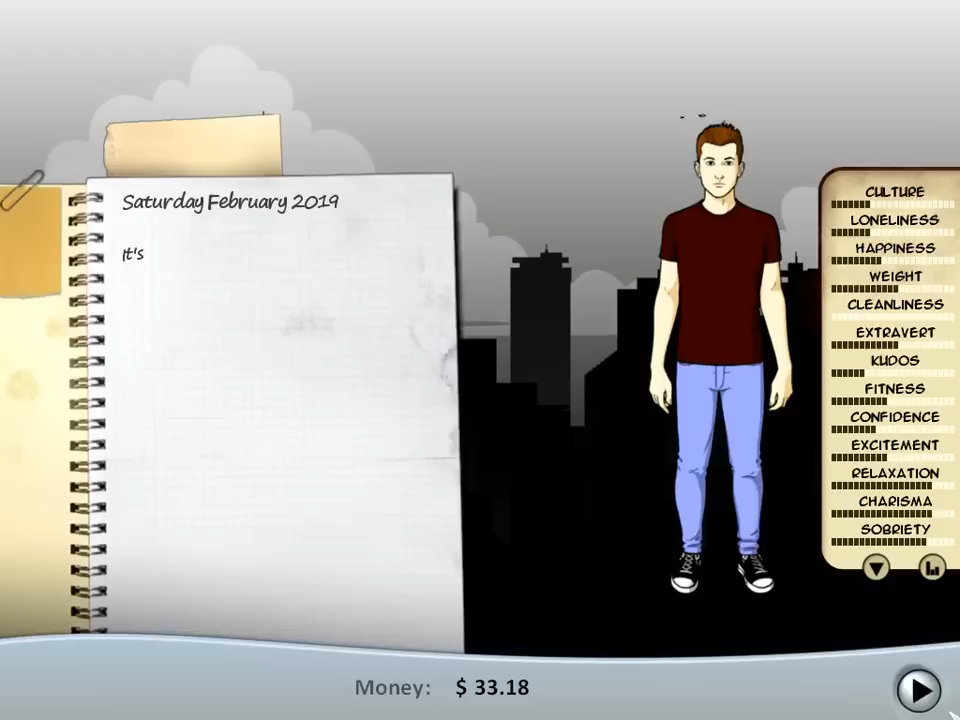 Saturday February 2019
It's
CULTURE
LONELINESS
HAPPINESS
WEIGHT
CLEANLINESS
EXTRAVERT
KUDOS
FITNESS
CONFIDENCE
EXCITEMENT
RELAXATION
CHARISMA
SOBRIETY
Money: $ 33.18